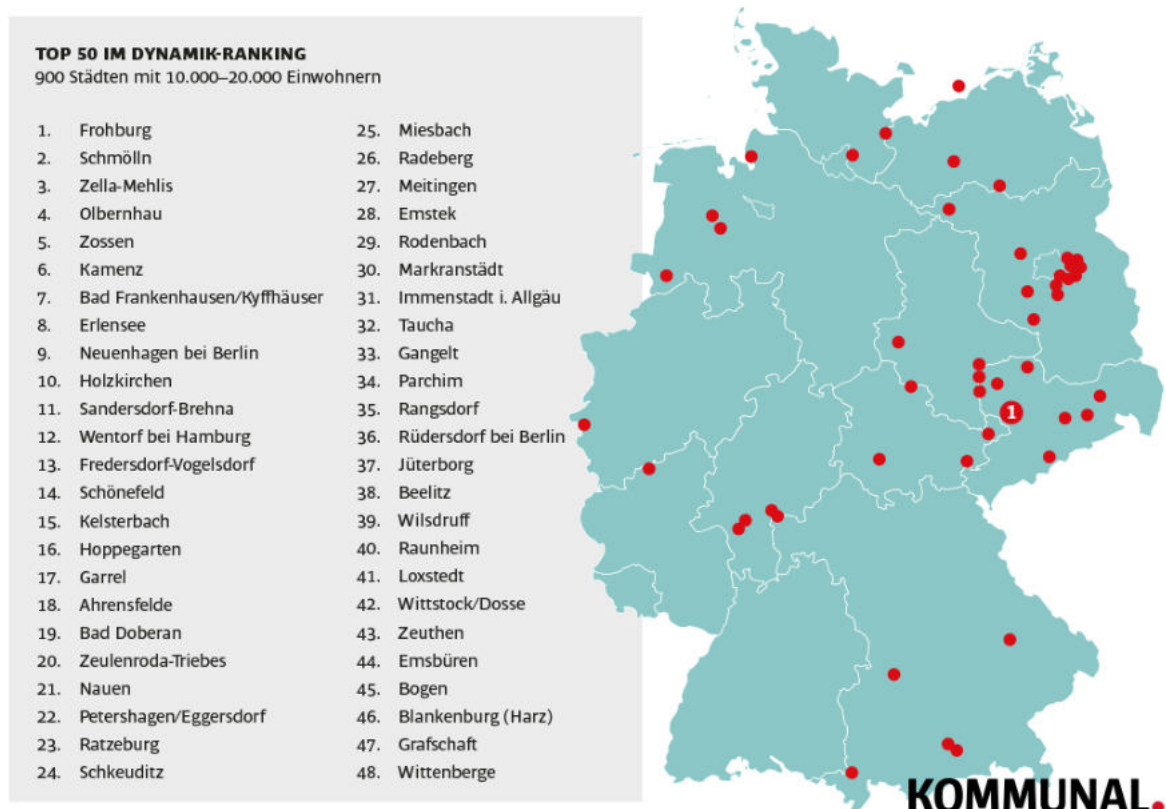 TOP 50 IM DYNAMIK-RANKING
900 Städten mit 10.000–20.000 Einwohnern
1. Frohburg
2. Schmölln
3. Zella-Mehlis
4. Olbernhau
5. Zossen
6. Kamenz
7. Bad Frankenhausen/Kyffhäuser
8. Erlensee
9. Neuenhagen bei Berlin
10. Holzkirchen
11. Sandersdorf-Brehna
12. Wentorf bei Hamburg
13. Fredersdorf-Vogelsdorf
14. Schönefeld
15. Kelsterbach
16. Hoppegarten
17. Garrel
18. Ahrensfelde
19. Bad Doberan
20. Zeulenroda-Triebes
21. Nauen
22. Petershagen/Eggersdorf
23. Ratzeburg
24. Schkeuditz
25. Miesbach
26. Radeberg
27. Meitingen
28. Emstek
29. Rodenbach
30. Markranstädt
31. Immenstadt i. Allgäu
32. Taucha
33. Gangelt
34. Parchim
35. Rangsdorf
36. Rüdersdorf bei Berlin
37. Jüterborg
38. Beelitz
39. Wilsdruff
40. Raunheim
41. Loxstedt
42. Wittstock/Dosse
43. Zeuthen
44. Emsbüren
45. Bogen
46. Blankenburg (Harz)
47. Grafschaft
48. Wittenberge
1
KOMMUNAL.